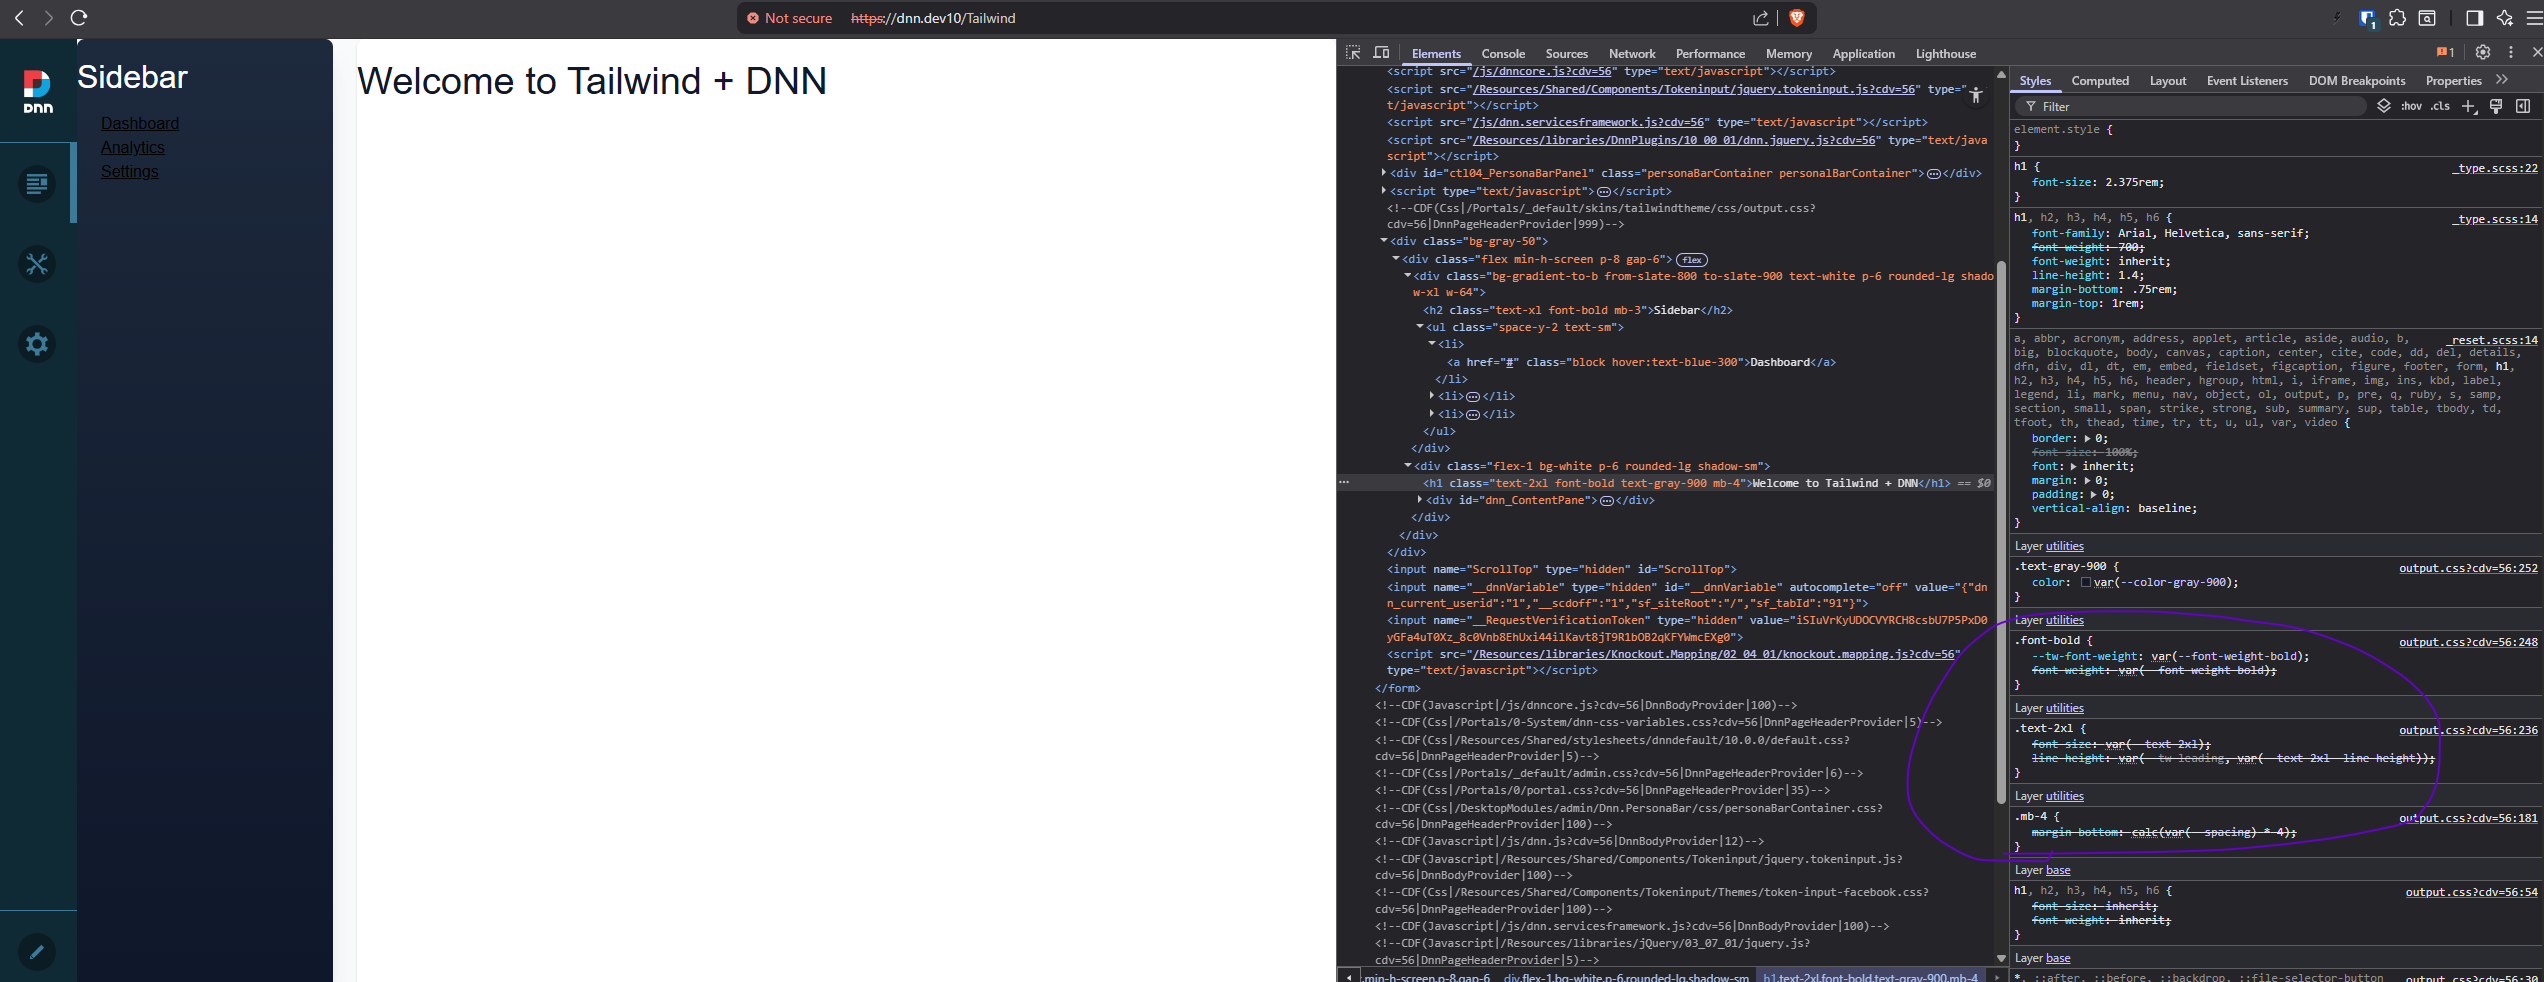 Not secure https://dnn.dev10/Tailwind
1
DNN
Sidebar
Dashboard
Analytics
Settings
Welcome to Tailwind + DNN
Elements Console Sources Network Performance Memory Application Lighthouse
1
<script src="/js/dnncore.js?cdv=56" type="text/javascript"></script>
<script src="/Resources/Shared/Components/Tokeninput/jquery.tokeninput.js?cdv=56" type="
t/javascript"></script>
<script src="/js/dnn.servicesframework.js?cdv=56" type="text/javascript"></script>
<script src="/Resources/libraries/DnnPlugins/10_00_01/dnn.jquery.js?cdv=56" type="text/java
script"></script>
<div id="ctl04_PersonaBarPanel" class="personaBarContainer personalBarContainer">…</div>
<script type="text/javascript">…</script>
<!--CDF(Css|/Portals/_default/skins/tailwindtheme/css/output.css?
cdv=56|DnnPageHeaderProvider|999)-->
<div class="bg-gray-50">
<div class="flex min-h-screen p-8 gap-6"> flex
<div class="bg-gradient-to-b from-slate-800 to-slate-900 text-white p-6 rounded-lg shado
w-xl w-64">
<h2 class="text-xl font-bold mb-3">Sidebar</h2>
<ul class="space-y-2 text-sm">
<li>
<a href="#" class="block hover:text-blue-300">Dashboard</a>
</li>
<li>…</li>
<li>…</li>
</ul>
</div>
<div class="flex-1 bg-white p-6 rounded-lg shadow-sm">
<h1 class="text-2xl font-bold text-gray-900 mb-4">Welcome to Tailwind + DNN</h1> == $0
<div id="dnn_ContentPane">…</div>
</div>
</div>
</div>
<input name="ScrollTop" type="hidden" id="ScrollTop">
<input name="__dnnVariable" type="hidden" id="__dnnVariable" autocomplete="off" value="{"dn
n_current_userid":"1","__scdoff":"1","sf_siteRoot":"/","sf_tabId":"91"}">
<input name="__RequestVerificationToken" type="hidden" value="iSIuVrKyUDOCVYRCH8csbU7P5PxD0
yGFa4uT0Xz_8c0Vnb8EhUxi44ilKavt8jT9R1bOB2qKFYWmcEXg0">
<script src="/Resources/libraries/Knockout.Mapping/02_04_01/knockout.mapping.js?cdv=56"
type="text/javascript"></script>
</form>
<!--CDF(Javascript|/js/dnncore.js?cdv=56|DnnBodyProvider|100)-->
<!--CDF(Css|/Portals/0-System/dnn-css-variables.css?cdv=56|DnnPageHeaderProvider|5)-->
<!--CDF(Css|/Resources/Shared/stylesheets/dnndefault/10.0.0/default.css?
cdv=56|DnnPageHeaderProvider|5)-->
<!--CDF(Css|/Portals/_default/admin.css?cdv=56|DnnPageHeaderProvider|6)-->
<!--CDF(Css|/Portals/0/portal.css?cdv=56|DnnPageHeaderProvider|35)-->
<!--CDF(Css|/DesktopModules/admin/Dnn.PersonaBar/css/personaBarContainer.css?
cdv=56|DnnPageHeaderProvider|100)-->
<!--CDF(Javascript|/js/dnn.js?cdv=56|DnnBodyProvider|12)-->
<!--CDF(Javascript|/Resources/Shared/Components/Tokeninput/jquery.tokeninput.js?
cdv=56|DnnBodyProvider|100)-->
<!--CDF(Css|/Resources/Shared/Components/Tokeninput/Themes/token-input-facebook.css?
cdv=56|DnnPageHeaderProvider|100)-->
<!--CDF(Javascript|/js/dnn.servicesframework.js?cdv=56|DnnBodyProvider|100)-->
<!--CDF(Javascript|/Resources/libraries/jQuery/03_07_01/jquery.js?
cdv=56|DnnPageHeaderProvider|5)-->
.min-h-screen.p-8.gap-6 div.flex-1.bg-white.p-6.rounded-lg.shadow-sm h1.text-2xl.font-bold.text-gray-900.mb-4
Styles Computed Layout Event Listeners DOM Breakpoints Properties
Filter :hov .cls
element.style {
}
h1 { _type.scss:22
font-size: 2.375rem;
}
h1, h2, h3, h4, h5, h6 { _type.scss:14
font-family: Arial, Helvetica, sans-serif;
font-weight: 700;
font-weight: inherit;
line-height: 1.4;
margin-bottom: .75rem;
margin-top: 1rem;
}
a, abbr, acronym, address, applet, article, aside, audio, b, _reset.scss:14
big, blockquote, body, canvas, caption, center, cite, code, dd, del, details,
dfn, div, dl, dt, em, embed, fieldset, figcaption, figure, footer, form, h1,
h2, h3, h4, h5, h6, header, hgroup, html, i, iframe, img, ins, kbd, label,
legend, li, mark, menu, nav, object, ol, output, p, pre, q, ruby, s, samp,
section, small, span, strike, strong, sub, summary, sup, table, tbody, td,
tfoot, th, thead, time, tr, tt, u, ul, var, video {
border: 0;
font-size: 100%;
font: inherit;
margin: 0;
padding: 0;
vertical-align: baseline;
}
Layer utilities
.text-gray-900 { output.css?cdv=56:252
color: var(--color-gray-900);
}
Layer utilities
.font-bold { output.css?cdv=56:248
--tw-font-weight: var(--font-weight-bold);
font-weight: var(--font-weight-bold);
}
Layer utilities
.text-2xl { output.css?cdv=56:236
font-size: var(--text-2xl);
line-height: var(--tw-leading, var(--text-2xl--line-height));
}
Layer utilities
.mb-4 { output.css?cdv=56:181
margin-bottom: calc(var(--spacing) * 4);
}
Layer base
h1, h2, h3, h4, h5, h6 { output.css?cdv=56:54
font-size: inherit;
font-weight: inherit;
}
Layer base
*, ::after, ::before, ::backdrop, ::file-selector-button output.css?cdv=56:30